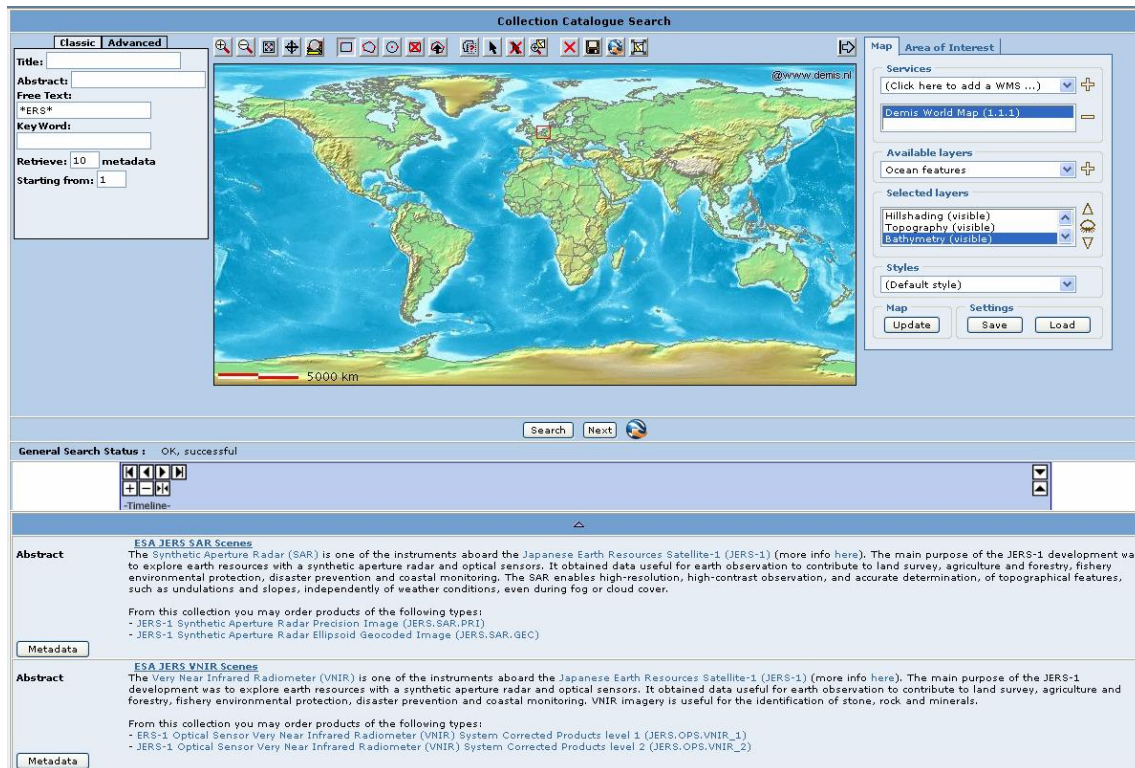 Collection Catalogue Search
Classic Advanced
Title:
Abstract:
Free Text:
*ERS*
KeyWord:
Retrieve: 10 metadata
Starting from: 1
@www.demis.nl
5000 km
Map Area of Interest
Services
(Click here to add a WMS ...)
Demis World Map (1.1.1)
Available layers
Ocean features
Selected layers
Hillshading (visible)
Topography (visible)
Bathymetry (visible)
Styles
(Default style)
Map Settings
Update Save Load
Search Next
General Search Status : OK, successful
-Timeline-
ESA JERS SAR Scenes
Abstract The Synthetic Aperture Radar (SAR) is one of the instruments aboard the Japanese Earth Resources Satellite-1 (JERS-1) (more info here). The main purpose of the JERS-1 development wa
to explore earth resources with a synthetic aperture radar and optical sensors. It obtained data useful for earth observation to contribute to land survey, agriculture and forestry, fishery
environmental protection, disaster prevention and coastal monitoring. The SAR enables high-resolution, high-contrast observation, and accurate determination, of topographical features,
such as undulations and slopes, independently of weather conditions, even during fog or cloud cover.
From this collection you may order products of the following types:
- JERS-1 Synthetic Aperture Radar Precision Image (JERS.SAR.PRI)
- JERS-1 Synthetic Aperture Radar Ellipsoid Geocoded Image (JERS.SAR.GEC)
Metadata
ESA JERS VNIR Scenes
Abstract The Very Near Infrared Radiometer (VNIR) is one of the instruments aboard the Japanese Earth Resources Satellite-1 (JERS-1) (more info here). The main purpose of the JERS-1
development was to explore earth resources with a synthetic aperture radar and optical sensors. It obtained data useful for earth observation to contribute to land survey, agriculture and
forestry, fishery environmental protection, disaster prevention and coastal monitoring. VNIR imagery is useful for the identification of stone, rock and minerals.
From this collection you may order products of the following types:
- ERS-1 Optical Sensor Very Near Infrared Radiometer (VNIR) System Corrected Products level 1 (JERS.OPS.VNIR_1)
- JERS-1 Optical Sensor Very Near Infrared Radiometer (VNIR) System Corrected Products level 2 (JERS.OPS.VNIR_2)
Metadata